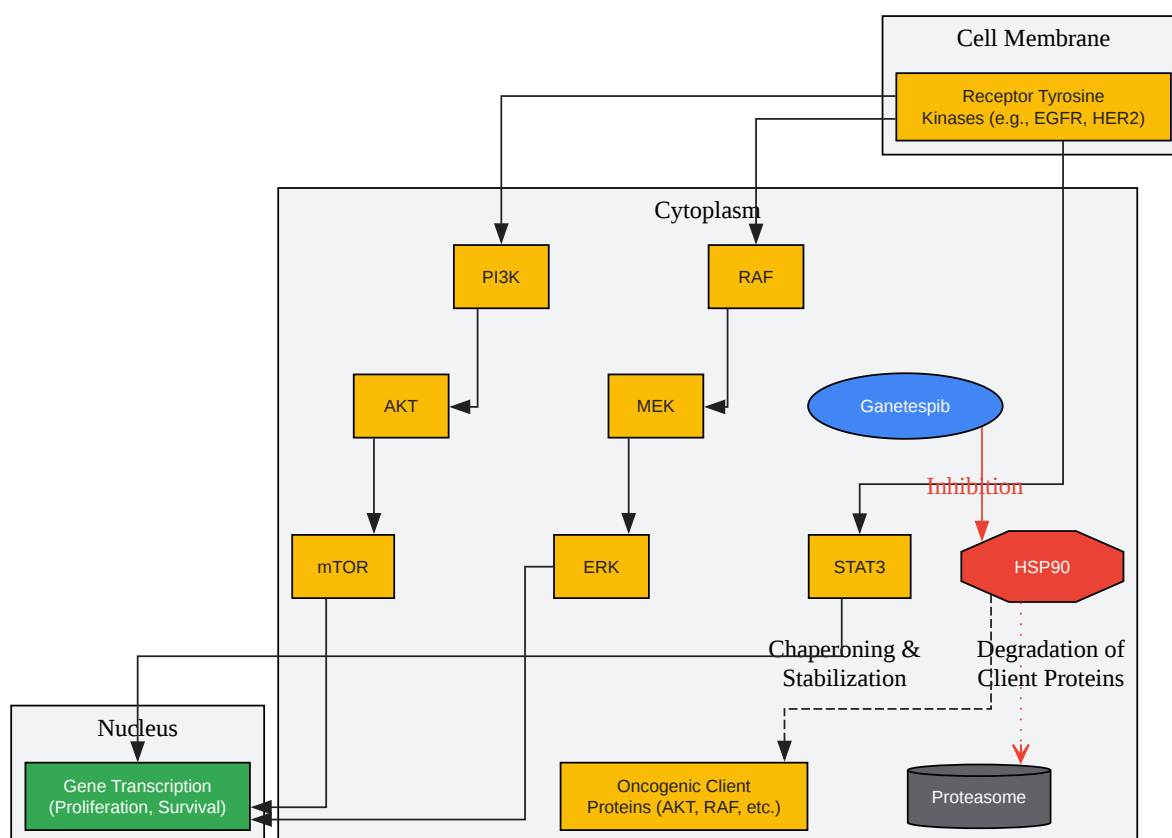 Cell Membrane
Receptor Tyrosine
Kinases (e.g., EGFR, HER2)
Cytoplasm
PI3K
RAF
AKT
MEK
Ganetespib
Inhibition
mTOR
ERK
STAT3
HSP90
Chaperoning &
Stabilization
Degradation of
Client Proteins
Nucleus
Gene Transcription
(Proliferation, Survival)
Oncogenic Client
Proteins (AKT, RAF, etc.)
Proteasome